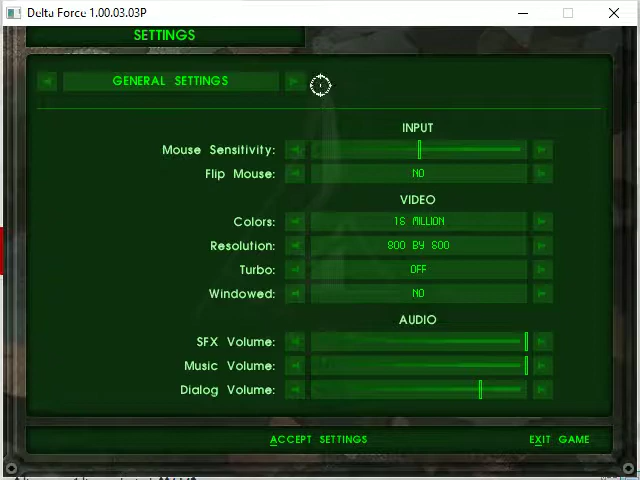 Delta Force 1.00.03.03P
SETTINGS
GENERAL SETTINGS
INPUT
Mouse Sensitivity:
Flip Mouse: NO
VIDEO
Colors: 16 MILLION
Resolution: 800 BY 600
Turbo: OFF
Windowed: NO
AUDIO
SFX Volume:
Music Volume:
Dialog Volume:
ACCEPT SETTINGS EXIT GAME